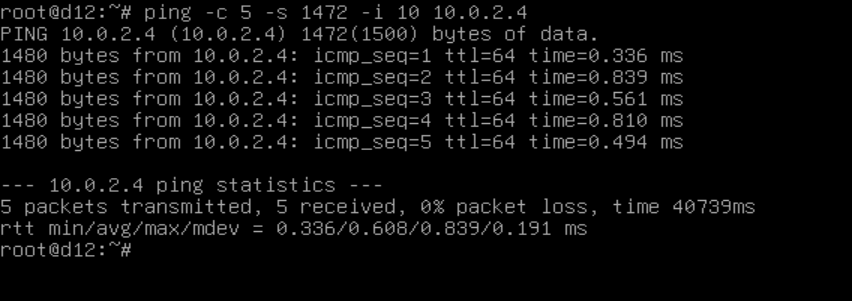 root@d12:~# ping -c 5 -s 1472 -i 10 10.0.2.4
PING 10.0.2.4 (10.0.2.4) 1472(1500) bytes of data.
1480 bytes from 10.0.2.4: icmp_seq=1 ttl=64 time=0.336 ms
1480 bytes from 10.0.2.4: icmp_seq=2 ttl=64 time=0.839 ms
1480 bytes from 10.0.2.4: icmp_seq=3 ttl=64 time=0.561 ms
1480 bytes from 10.0.2.4: icmp_seq=4 ttl=64 time=0.810 ms
1480 bytes from 10.0.2.4: icmp_seq=5 ttl=64 time=0.494 ms
--- 10.0.2.4 ping statistics ---
5 packets transmitted, 5 received, 0% packet loss, time 40739ms
rtt min/avg/max/mdev = 0.336/0.608/0.839/0.191 ms
root@d12:~#